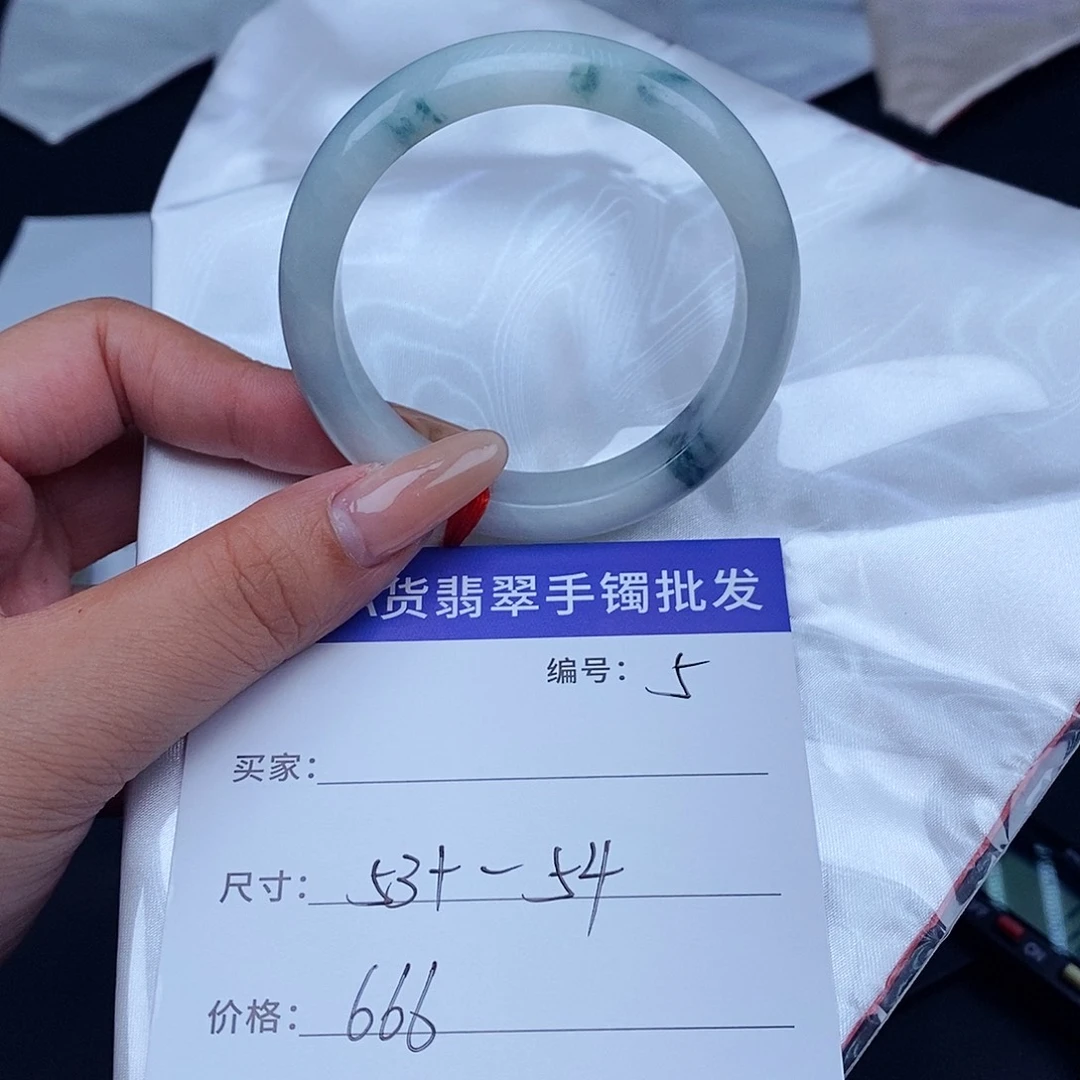 货翡翠手镯批发
编号： 5
买家：
尺寸： 53+-54
价格： 666